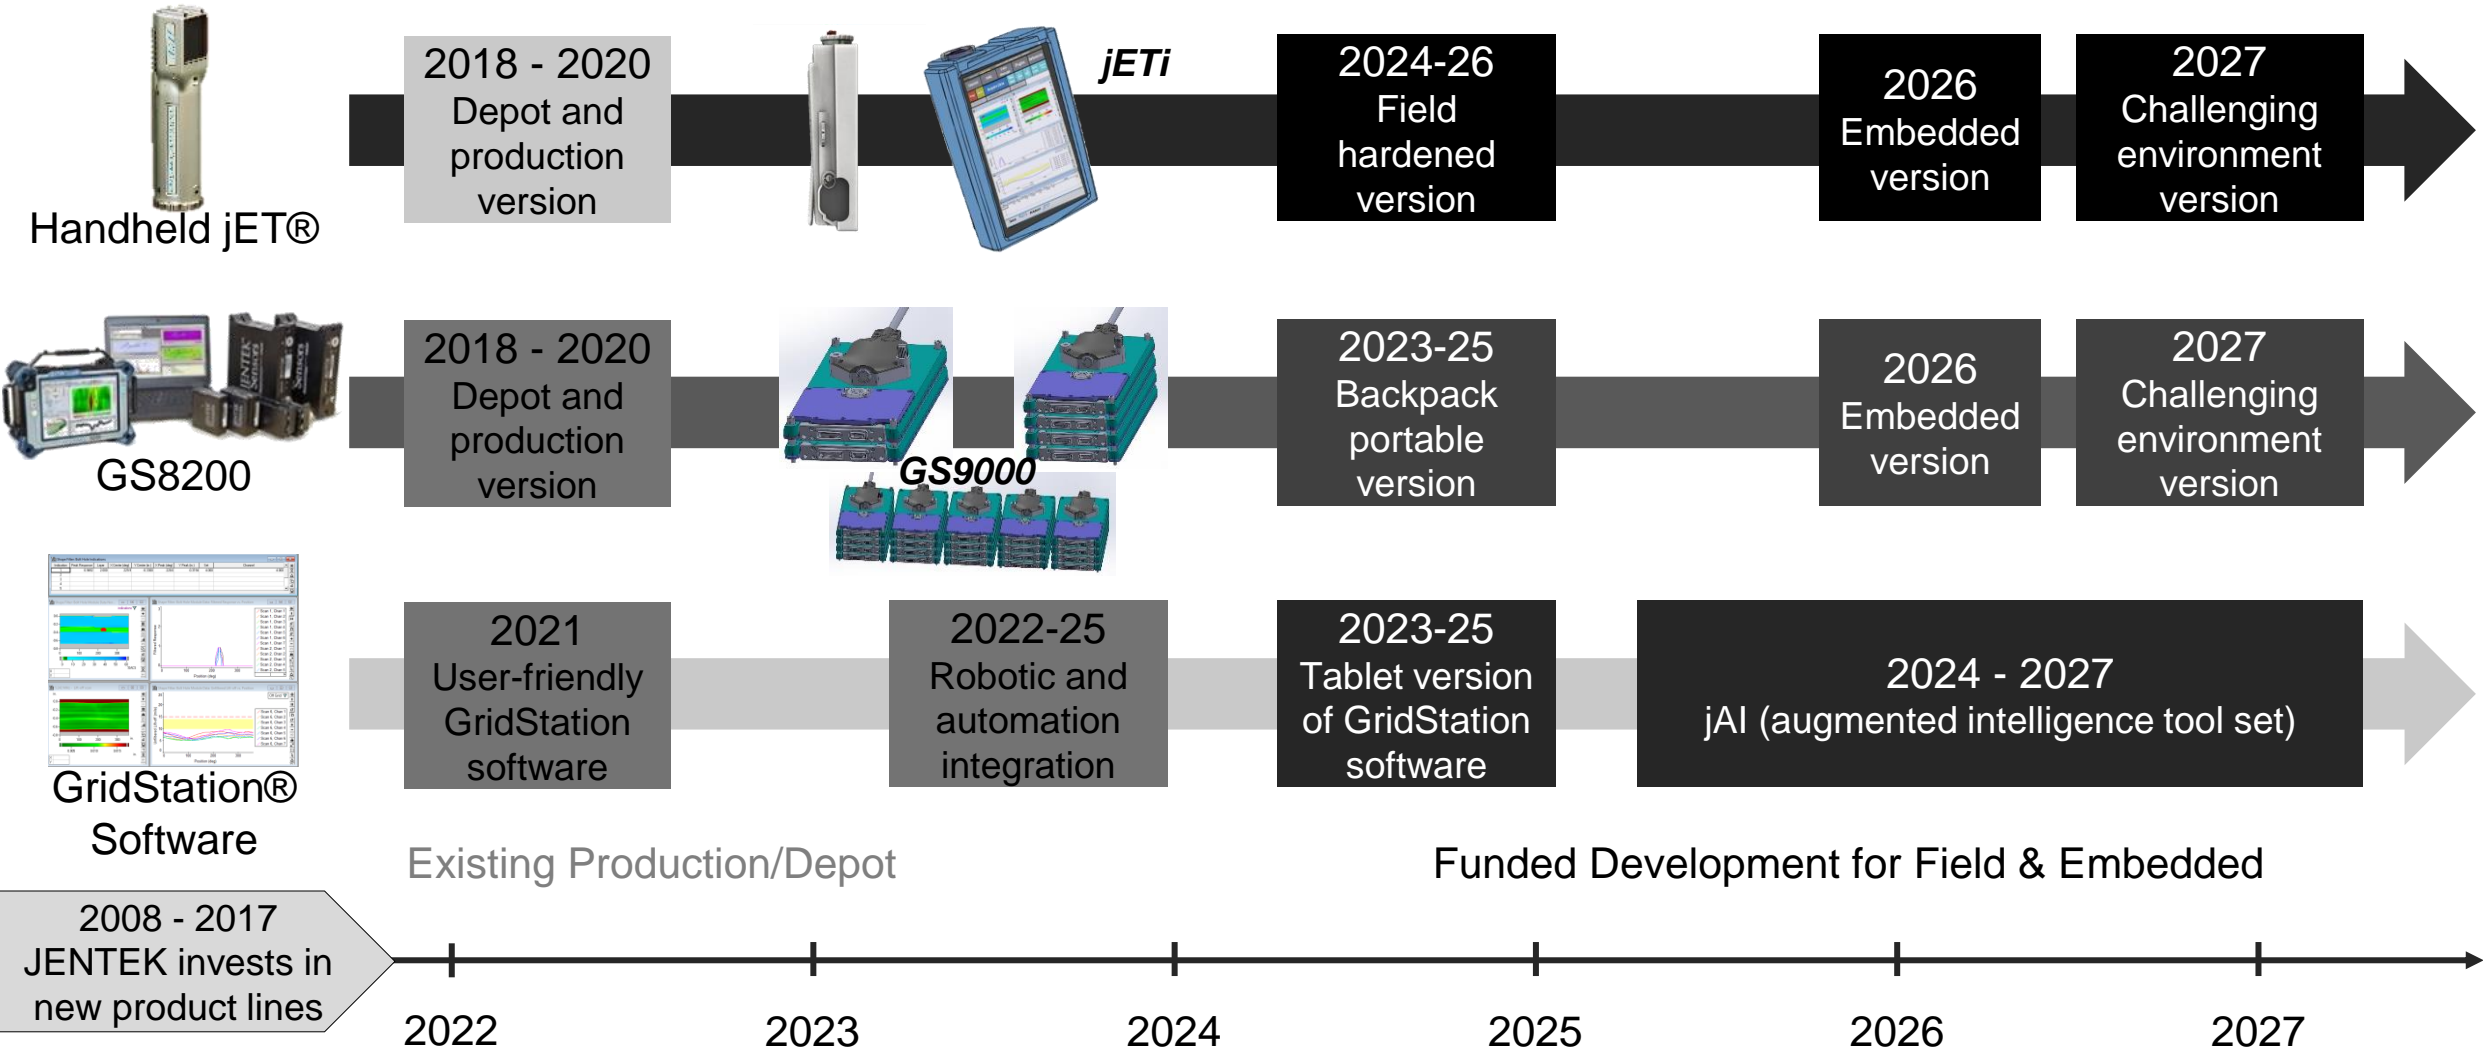 Handheld jET®
2018 - 2020
Depot and
production
version
jETi
2024-26
Field
hardened
version
2026
Embedded
version
2027
Challenging
environment
version
JENTEK
Sensors
GS8200
2018 - 2020
Depot and
production
version
GS9000
2023-25
Backpack
portable
version
2026
Embedded
version
2027
Challenging
environment
version
GridStation®
Software
2021
User-friendly
GridStation
software
2022-25
Robotic and
automation
integration
2023-25
Tablet version
of GridStation
software
2024 - 2027
jAI (augmented intelligence tool set)
Existing Production/Depot
Funded Development for Field & Embedded
2008 - 2017
JENTEK invests in
new product lines
2022
2023
2024
2025
2026
2027